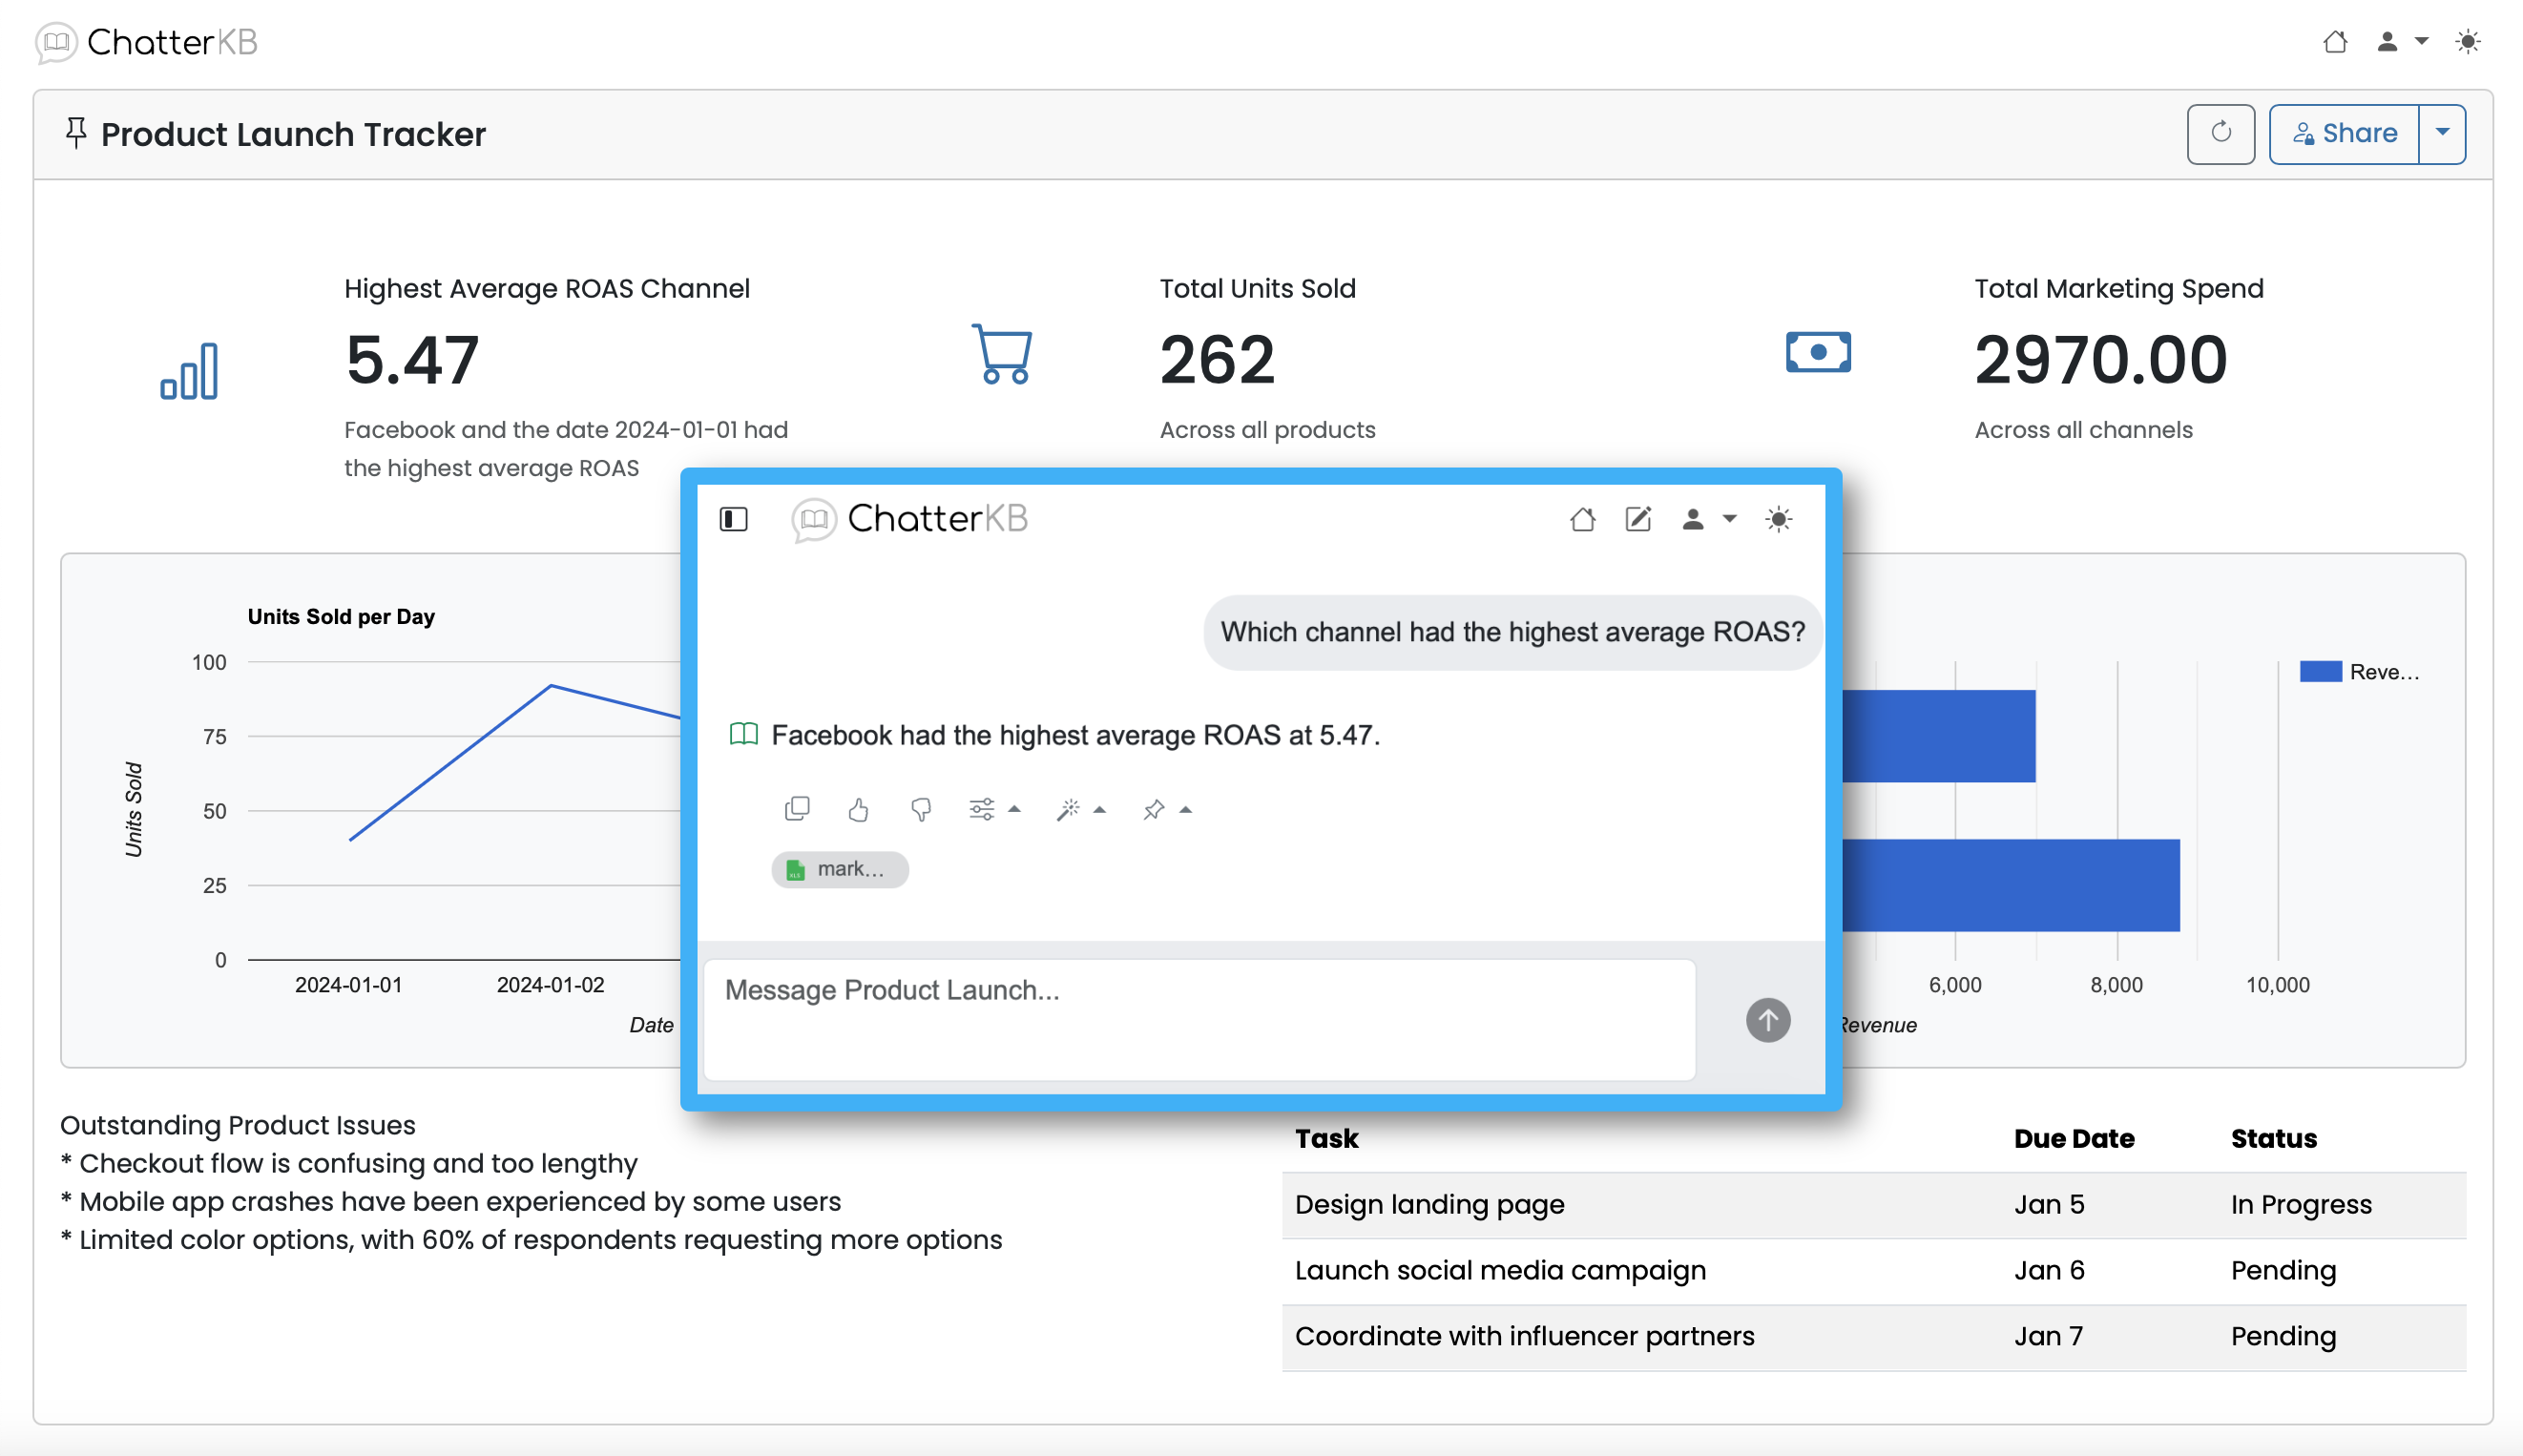 ChatterKB
Product Launch Tracker
Share
Highest Average ROAS Channel
5.47
Facebook and the date 2024-01-01 had
the highest average ROAS
Total Units Sold
262
Across all products
Total Marketing Spend
2970.00
Across all channels
Units Sold per Day
100
75
50
25
0
Units Sold
2024-01-01
2024-01-02
Date
ChatterKB
Which channel had the highest average ROAS?
Facebook had the highest average ROAS at 5.47.
XLS
mark...
Message Product Launch...
Reve...
6,000
8,000
10,000
Revenue
Outstanding Product Issues
* Checkout flow is confusing and too lengthy
* Mobile app crashes have been experienced by some users
* Limited color options, with 60% of respondents requesting more options
Task Due Date Status
Design landing page Jan 5 In Progress
Launch social media campaign Jan 6 Pending
Coordinate with influencer partners Jan 7 Pending